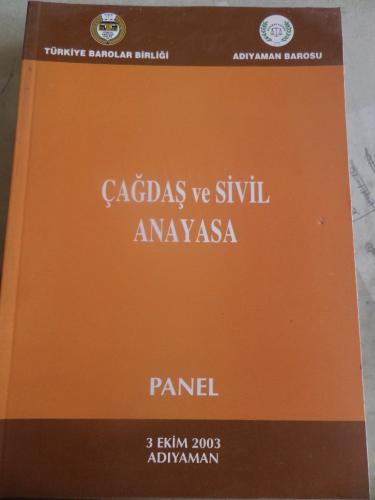 TÜRKİYE BAROLAR BİRLİĞİ
ADIYAMAN BAROSU
ÇAĞDAŞ ve SİVİL
ANAYASA
PANEL
3 EKİM 2003
ADIYAMAN